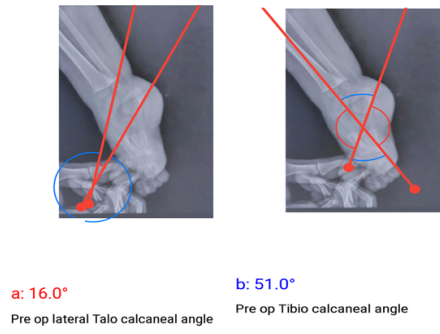 a: 16.0°
Pre op lateral Talo calcaneal angle
b: 51.0°
Pre op Tibio calcaneal angle